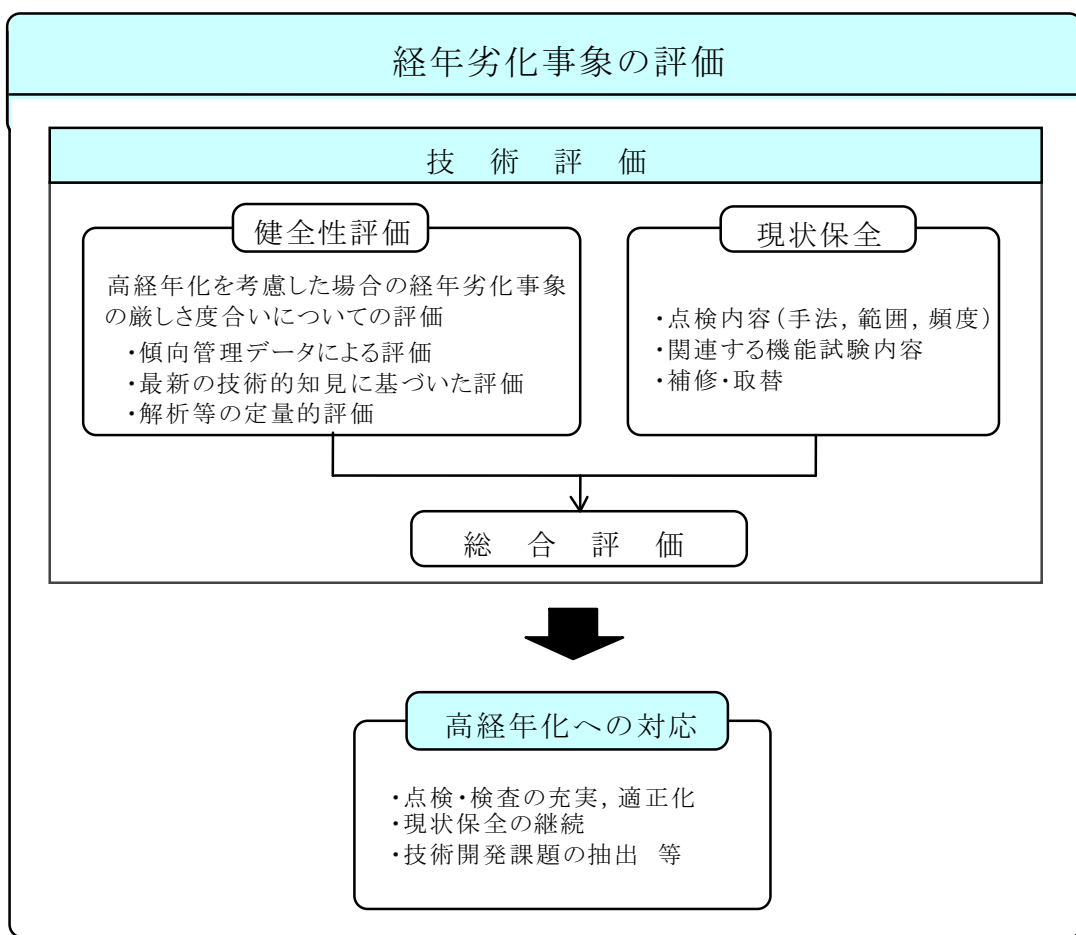 経年劣化事象の評価
技術評価
健全性評価
高経年化を考慮した場合の経年劣化事象
の厳しさ度合いについての評価
・傾向管理データによる評価
・最新の技術的知見に基づいた評価
・解析等の定量的評価
現状保全
・点検内容(手法, 範囲, 頻度)
・関連する機能試験内容
・補修・取替
総合評価
高経年化への対応
・点検・検査の充実, 適正化
・現状保全の継続
・技術開発課題の抽出 等